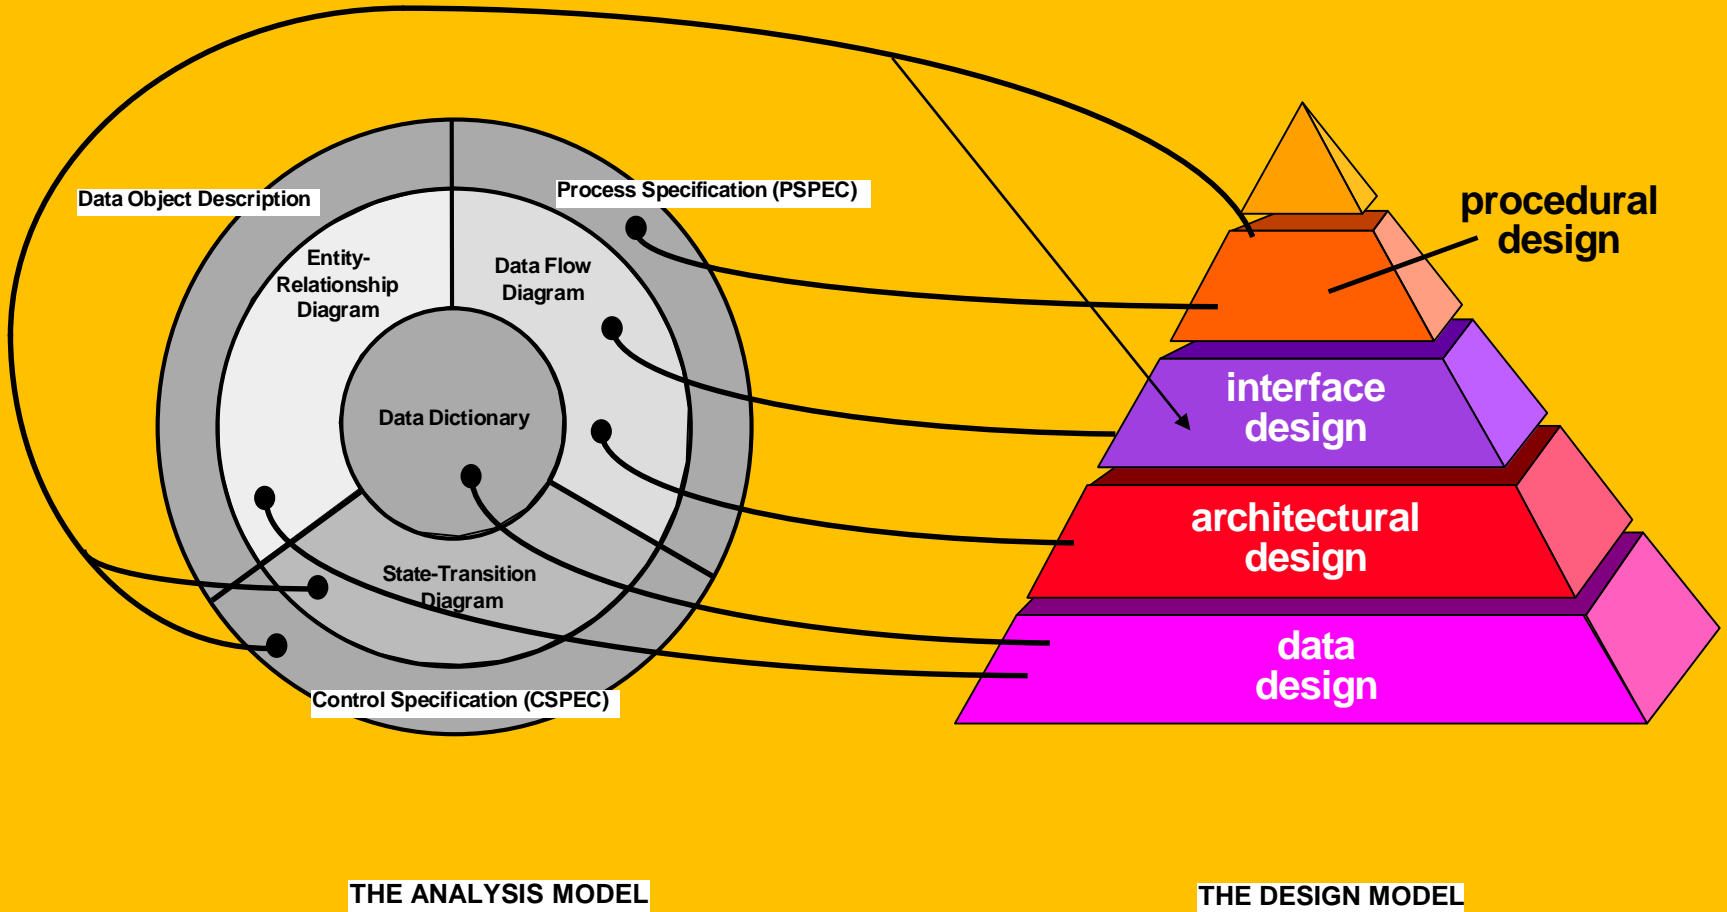 Data Object Description
Process Specification (PSPEC)
Entity-
Relationship
Diagram
Data Flow
Diagram
Data Dictionary
State-Transition
Diagram
Control Specification (CSPEC)
THE ANALYSIS MODEL
procedural
design
interface
design
architectural
design
data
design
THE DESIGN MODEL